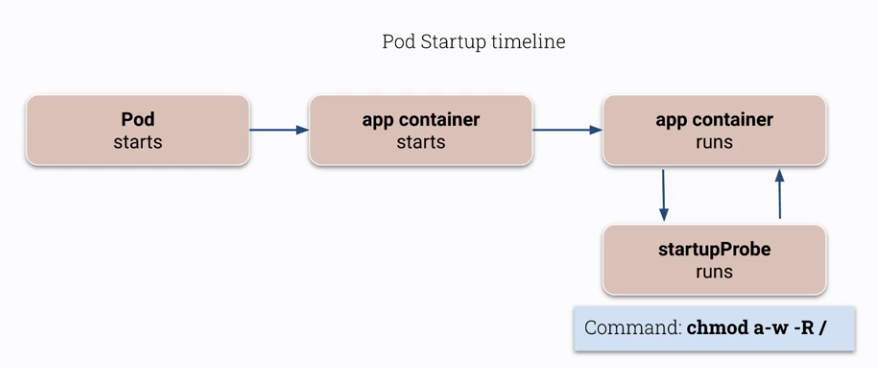 Pod Startup timeline
Pod
starts
app container
starts
app container
runs
startupProbe
runs
Command: chmod a-w -R /